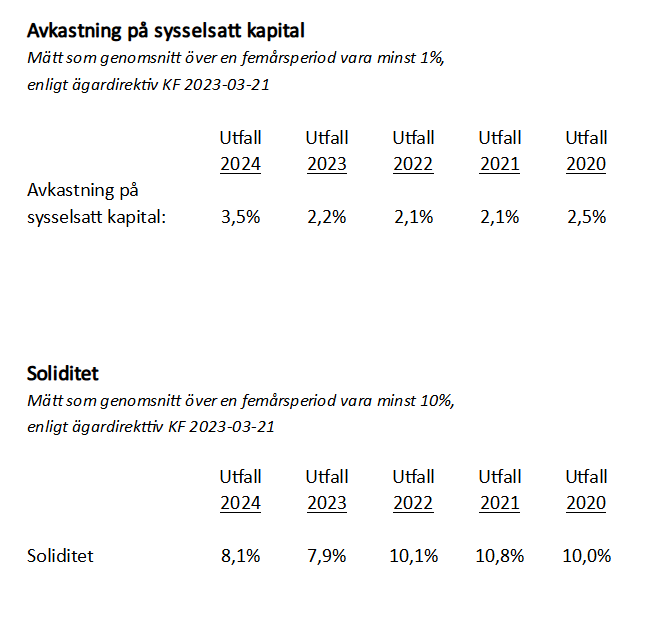 Avkastning på sysselsatt kapital
Mätt som genomsnitt över en femårsperiod vara minst 1%,
enligt ägardirektiv KF 2023-03-21
Utfall Utfall Utfall Utfall Utfall
2024 2023 2022 2021 2020
Avkastning på
sysselsatt kapital: 3,5% 2,2% 2,1% 2,1% 2,5%
Soliditet
Mätt som genomsnitt över en femårsperiod vara minst 10%,
enligt ägardirekttiv KF 2023-03-21
Utfall Utfall Utfall Utfall Utfall
2024 2023 2022 2021 2020
Soliditet 8,1% 7,9% 10,1% 10,8% 10,0%